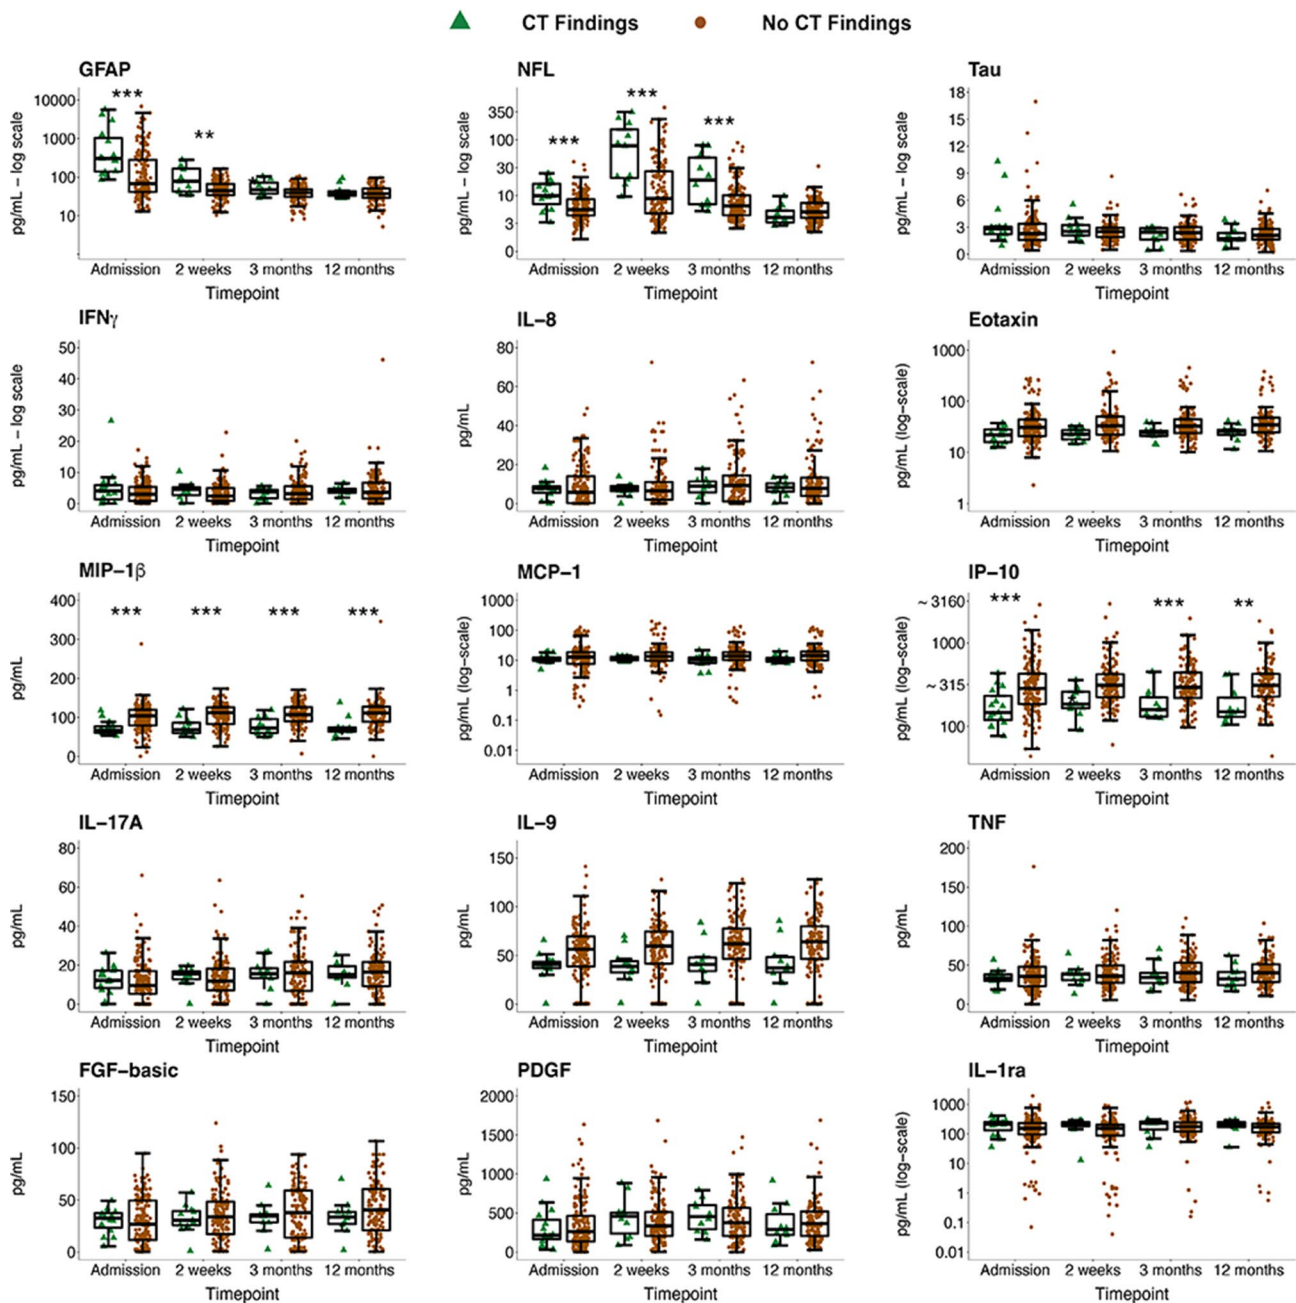 CT Findings No CT Findings
GFAP NFL Tau
*** ** *** *** ***
pg/mL – log scale
10000
1000
100
10
pg/mL – log scale
350
100
30
10
3
0
pg/mL – log scale
18
15
12
9
6
3
0
Admission 2 weeks 3 months 12 months Admission 2 weeks 3 months 12 months Admission 2 weeks 3 months 12 months
Timepoint Timepoint Timepoint
IFNγ IL–8 Eotaxin
pg/mL – log scale
50
40
30
20
10
0
pg/mL
80
60
40
20
0
pg/mL (log–scale)
1000
100
10
1
Admission 2 weeks 3 months 12 months Admission 2 weeks 3 months 12 months Admission 2 weeks 3 months 12 months
Timepoint Timepoint Timepoint
MIP–1β MCP–1 IP–10
*** *** *** *** *** *** **
pg/mL
400
300
200
100
0
pg/mL (log–scale)
1000
100
10
1
0.1
0.01
pg/mL (log–scale)
~ 3160
1000
~ 315
100
Admission 2 weeks 3 months 12 months Admission 2 weeks 3 months 12 months Admission 2 weeks 3 months 12 months
Timepoint Timepoint Timepoint
IL–17A IL–9 TNF
pg/mL
80
60
40
20
0
pg/mL
150
100
50
0
pg/mL
200
150
100
50
0
Admission 2 weeks 3 months 12 months Admission 2 weeks 3 months 12 months Admission 2 weeks 3 months 12 months
Timepoint Timepoint Timepoint
FGF–basic PDGF IL–1ra
pg/mL
150
100
50
0
pg/mL
2000
1500
1000
500
0
pg/mL (log–scale)
1000
100
10
1
0.1
0.01
Admission 2 weeks 3 months 12 months Admission 2 weeks 3 months 12 months Admission 2 weeks 3 months 12 months
Timepoint Timepoint Timepoint